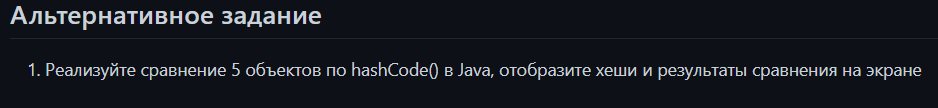 Альтернативное задание
1. Реализуйте сравнение 5 объектов по hashCode() в Java, отобразите хеши и результаты сравнения на экране